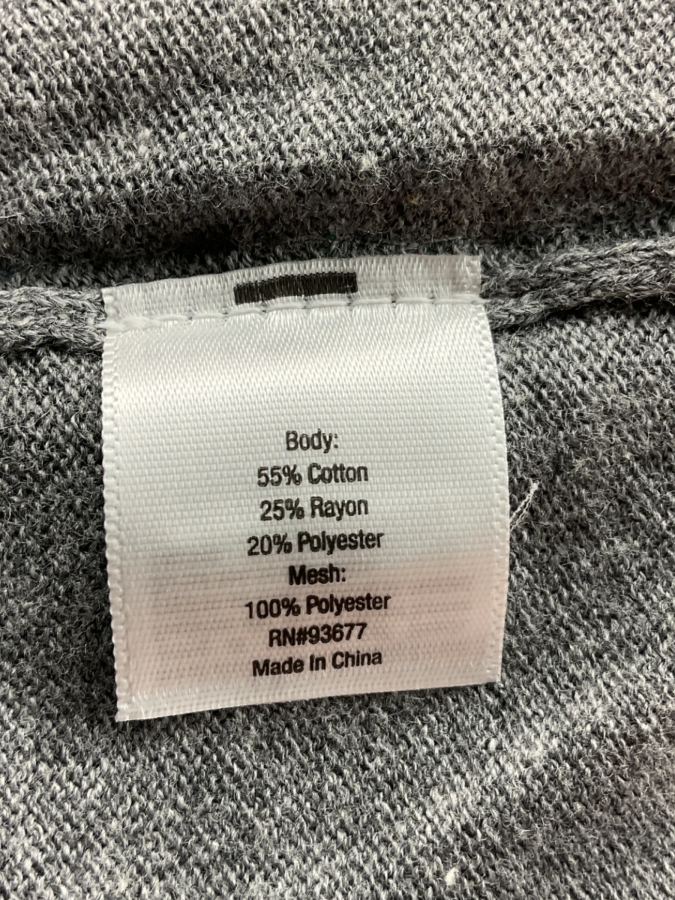 Body:
55% Cotton
25% Rayon
20% Polyester
Mesh:
100% Polyester
RN#93677
Made In China